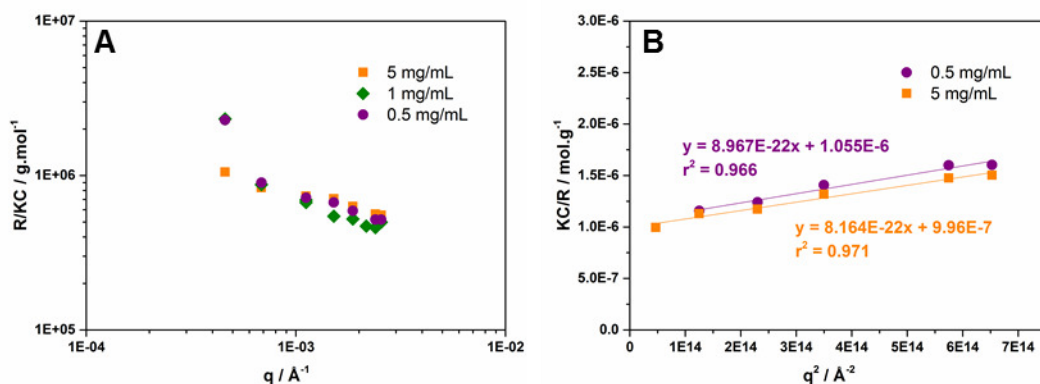 A
1E+07
1E+06
1E+05
R/KC / g.mol⁻¹
5 mg/mL
1 mg/mL
0.5 mg/mL
1E-04
1E-03
1E-02
q / Å⁻¹
B
2.5E-6
2.0E-6
1.5E-6
1.0E-6
5.0E-7
0.0
KC/R / mol.g⁻¹
0.5 mg/mL
5 mg/mL
y = 8.967E-22x + 1.055E-6
r² = 0.966
y = 8.164E-22x + 9.96E-7
r² = 0.971
0
1E14
2E14
3E14
4E14
5E14
6E14
7E14
q² / Å⁻²